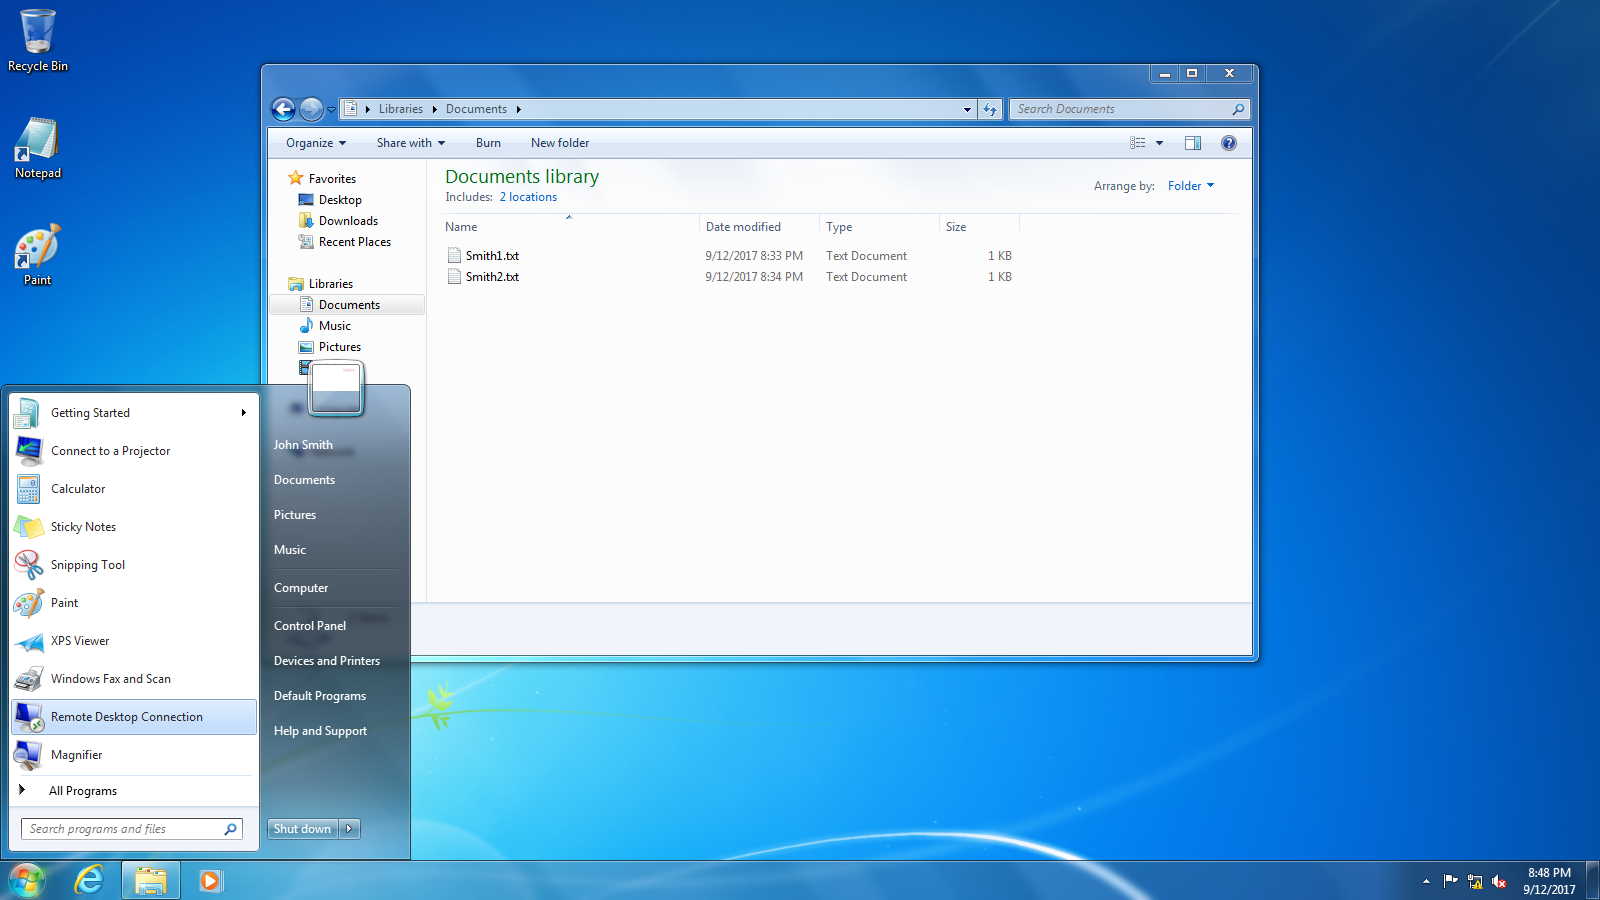 Recycle Bin
Notepad
Paint
Libraries
Documents
Search Documents
Organize
Share with
Burn
New folder
Favorites
Desktop
Downloads
Recent Places
Libraries
Documents
Music
Pictures
Documents library
Includes: 2 locations
Arrange by: Folder
Name Date modified Type Size
Smith1.txt 9/12/2017 8:33 PM Text Document 1 KB
Smith2.txt 9/12/2017 8:34 PM Text Document 1 KB
Getting Started
Connect to a Projector
Calculator
Sticky Notes
Snipping Tool
Paint
XPS Viewer
Windows Fax and Scan
Remote Desktop Connection
Magnifier
All Programs
Search programs and files
John Smith
Documents
Pictures
Music
Computer
Control Panel
Devices and Printers
Default Programs
Help and Support
Shut down
8:48 PM
9/12/2017